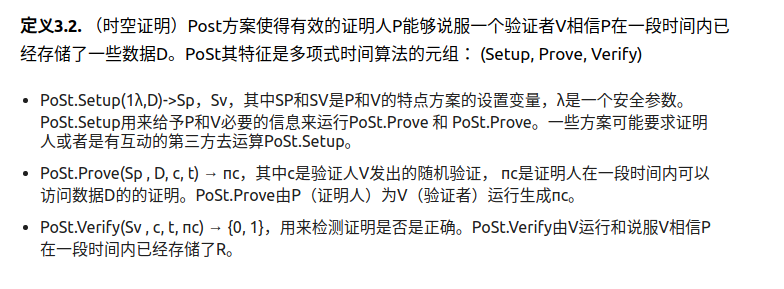 定义3.2. （时空证明）Post方案使得有效的证明人P能够说服一个验证者V相信P在一段时间内已
经存储了一些数据D。PoSt其特征是多项式时间算法的元组： (Setup, Prove, Verify)
• PoSt.Setup(1λ,D)->Sp，Sv，其中SP和SV是P和V的特点方案的设置变量，λ是一个安全参数。
PoSt.Setup用来给予P和V必要的信息来运行PoSt.Prove 和 PoSt.Prove。一些方案可能要求证明
人或者是有互动的第三方去运算PoSt.Setup。
• PoSt.Prove(Sp , D, c, t) → πc，其中c是验证人V发出的随机验证， πc是证明人在一段时间内可以
访问数据D的的证明。PoSt.Prove由P（证明人）为V（验证者）运行生成πc。
• PoSt.Verify(Sv , c, t, πc) → {0, 1}，用来检测证明是否是正确。PoSt.Verify由V运行和说服V相信P
在一段时间内已经存储了R。